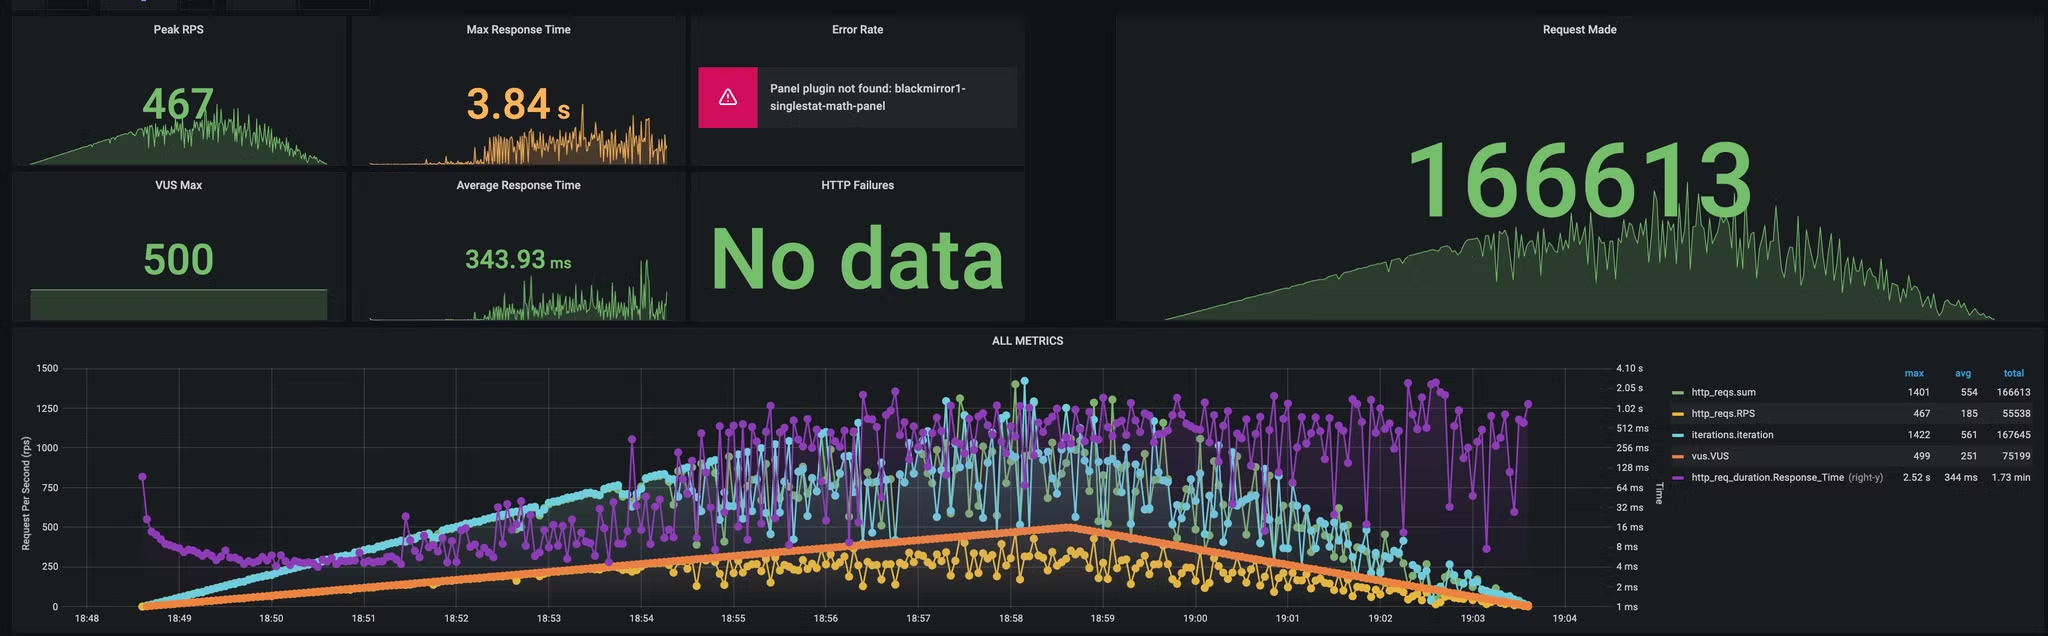 Peak RPS
467
Max Response Time
3.84 s
Error Rate
Panel plugin not found: blackmirror1-
singlestat-math-panel
Request Made
166613
VUS Max
500
Average Response Time
343.93 ms
HTTP Failures
No data
ALL METRICS
Request Per Second (rps)
1500
1250
1000
750
500
250
0
18:48 18:49 18:50 18:51 18:52 18:53 18:54 18:55 18:56 18:57 18:58 18:59 19:00 19:01 19:02 19:03 19:04
4.10 s
2.05 s
1.02 s
512 ms
256 ms
128 ms
64 ms
32 ms
16 ms
8 ms
4 ms
2 ms
1 ms
Time
max avg total
http_reqs.sum 1401 554 166613
http_reqs.RPS 467 185 55538
iterations.iteration 1422 561 167645
vus.VUS 499 251 75199
http_req_duration.Response_Time (right-y) 2.52 s 344 ms 1.73 min